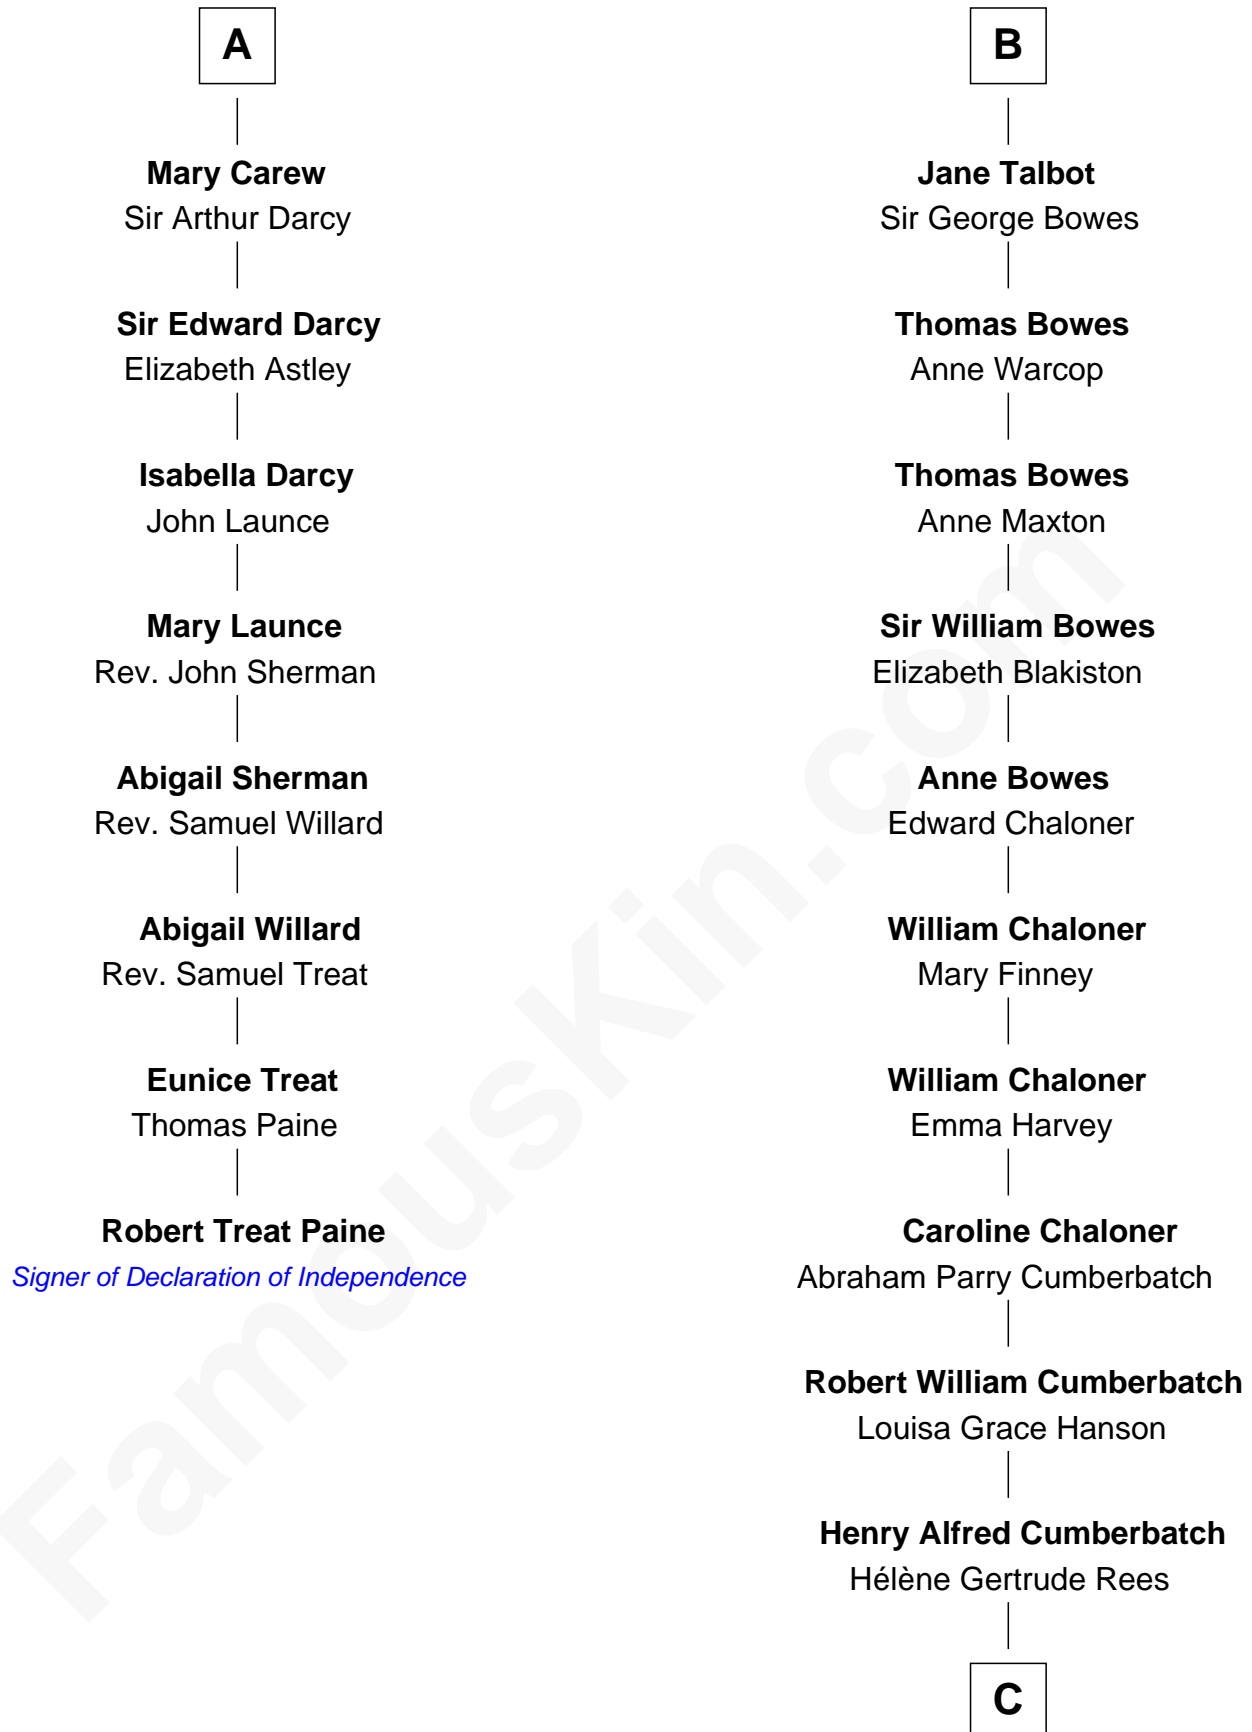 A
Mary Carew
Sir Arthur Darcy
Sir Edward Darcy
Elizabeth Astley
Isabella Darcy
John Launce
Mary Launce
Rev. John Sherman
Abigail Sherman
Rev. Samuel Willard
Abigail Willard
Rev. Samuel Treat
Eunice Treat
Thomas Paine
Robert Treat Paine
Signer of Declaration of Independence
B
Jane Talbot
Sir George Bowes
Thomas Bowes
Anne Warcop
Thomas Bowes
Anne Maxton
Sir William Bowes
Elizabeth Blakiston
Anne Bowes
Edward Chaloner
William Chaloner
Mary Finney
William Chaloner
Emma Harvey
Caroline Chaloner
Abraham Parry Cumberbatch
Robert William Cumberbatch
Louisa Grace Hanson
Henry Alfred Cumberbatch
Hélène Gertrude Rees
C
FamousKin.com